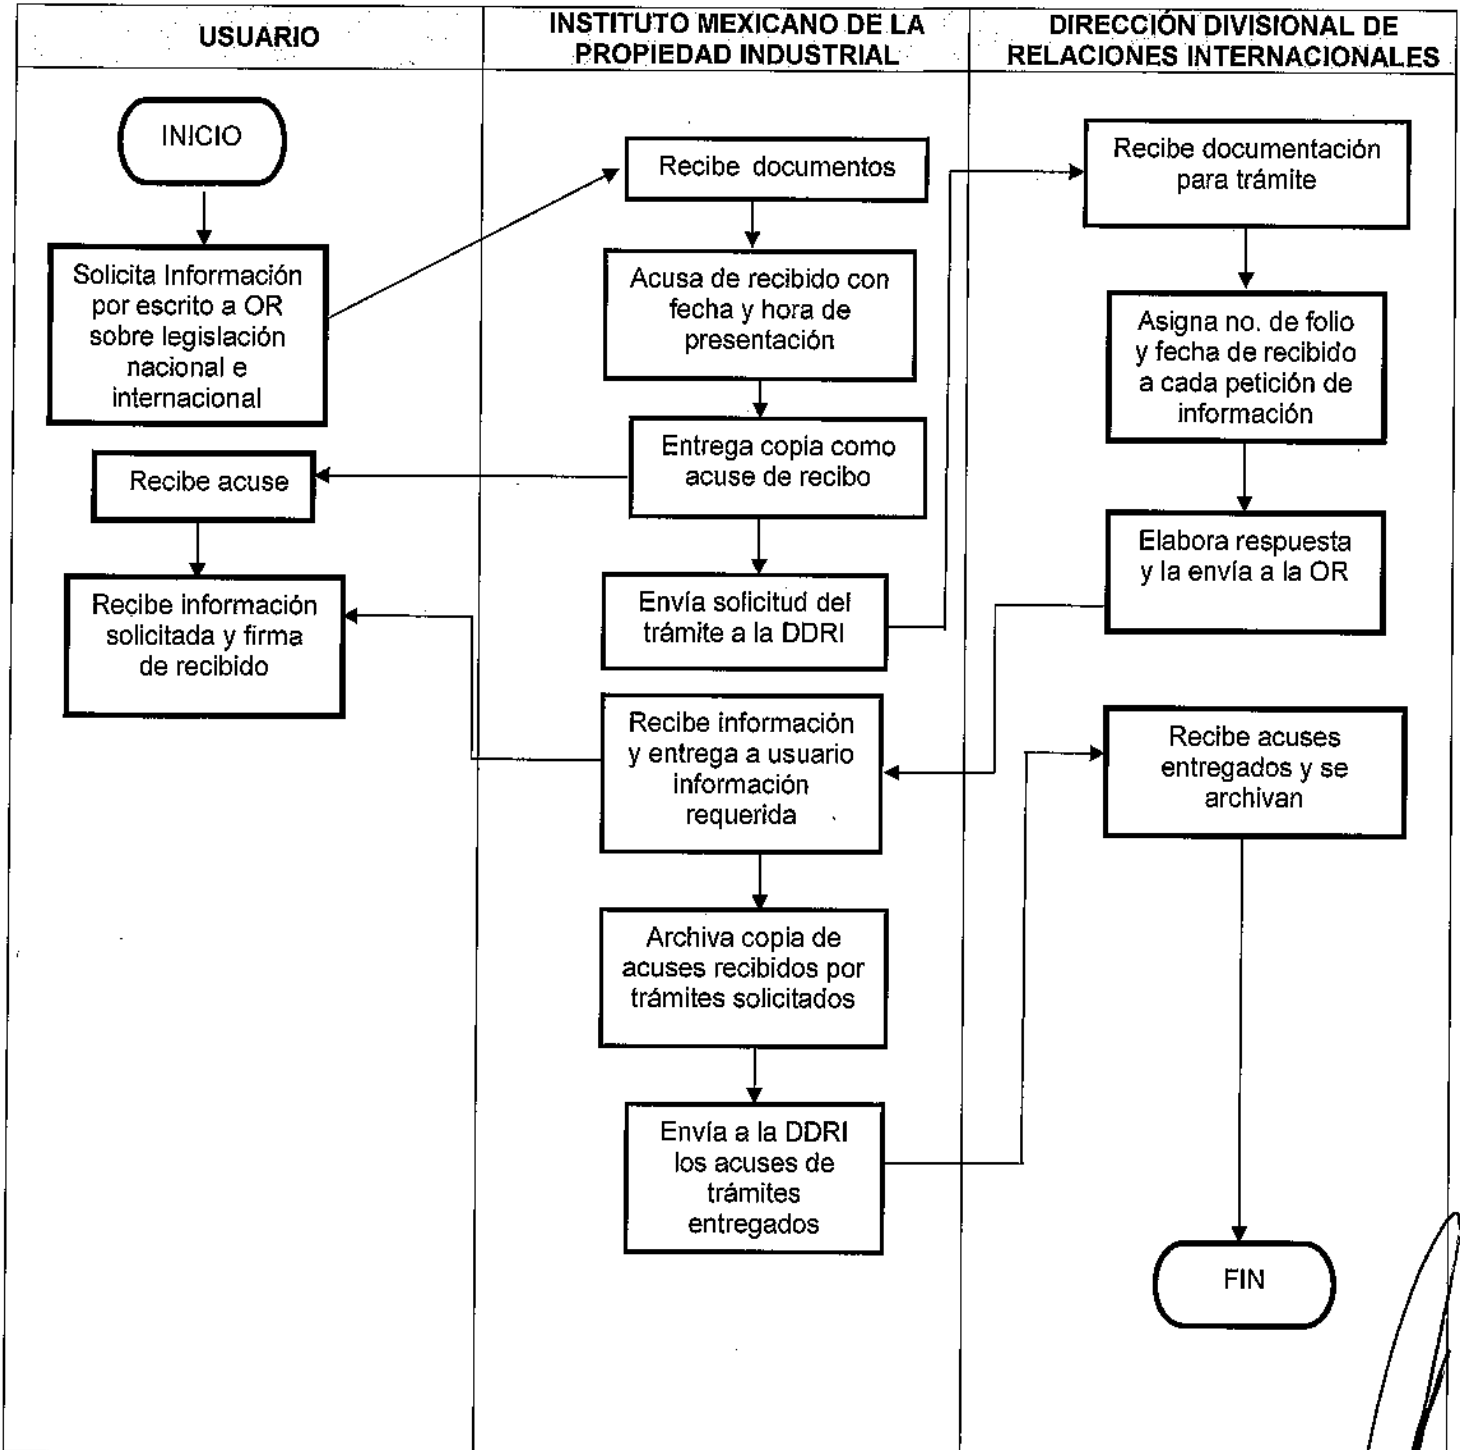 USUARIO
INSTITUTO MEXICANO DE LA
PROPIEDAD INDUSTRIAL
DIRECCIÓN DIVISIONAL DE
RELACIONES INTERNACIONALES
INICIO
Solicita Información
por escrito a OR
sobre legislación
nacional e
internacional
Recibe acuse
Recibe información
solicitada y firma
de recibido
Recibe documentos
Acusa de recibido con
fecha y hora de
presentación
Entrega copia como
acuse de recibo
Envía solicitud del
trámite a la DDRI
Recibe información
y entrega a usuario
información
requerida
Archiva copia de
acuses recibidos por
trámites solicitados
Envía a la DDRI
los acuses de
trámites
entregados
Recibe documentación
para trámite
Asigna no. de folio
y fecha de recibido
a cada petición de
información
Elabora respuesta
y la envía a la OR
Recibe acuses
entregados y se
archivan
FIN